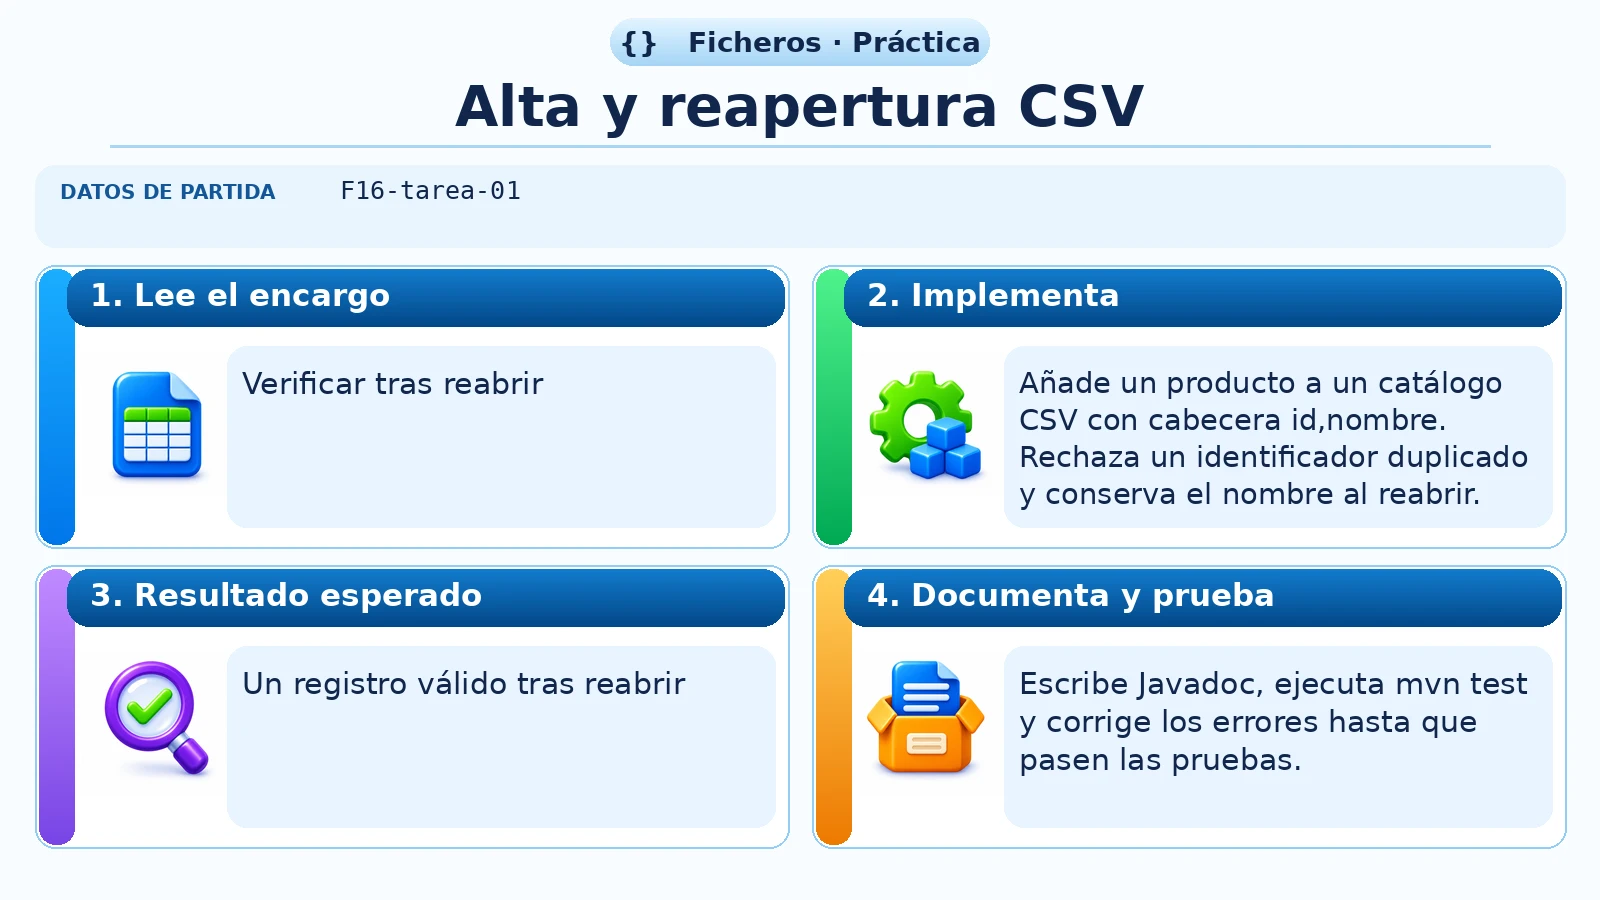 {} Ficheros · Práctica
Alta y reapertura CSV
DATOS DE PARTIDA F16-tarea-01
1. Lee el encargo
Verificar tras reabrir
2. Implementa
Añade un producto a un catálogo
CSV con cabecera id,nombre.
Rechaza un identificador duplicado
y conserva el nombre al reabrir.
3. Resultado esperado
Un registro válido tras reabrir
4. Documenta y prueba
Escribe Javadoc, ejecuta mvn test
y corrige los errores hasta que
pasen las pruebas.